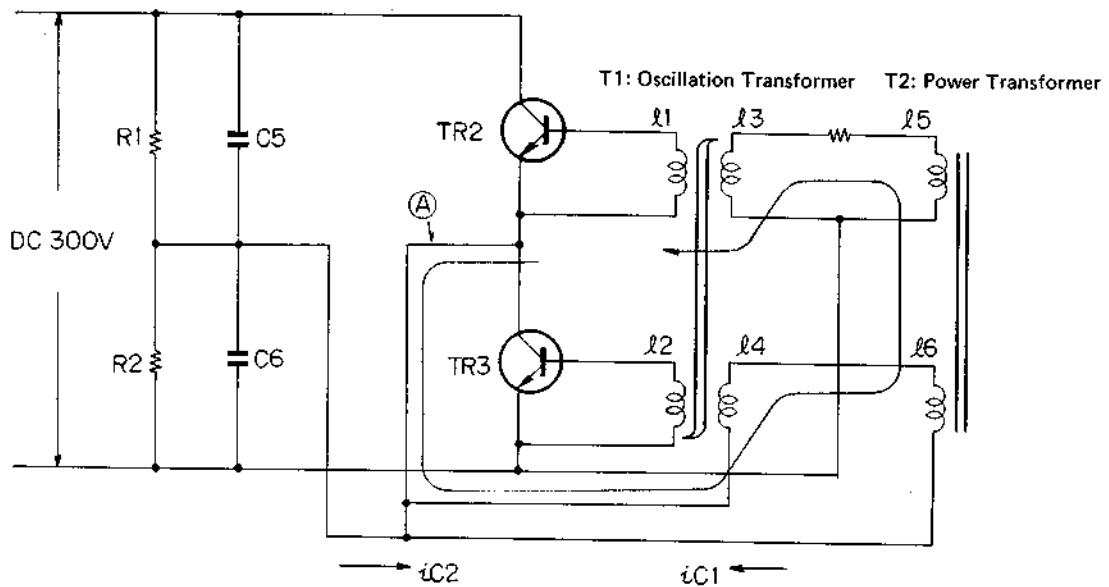 T1: Oscillation Transformer
T2: Power Transformer
ℓ1
ℓ3
ℓ5
TR2
R1
C5
Ⓐ
DC 300V
ℓ2
ℓ4
ℓ6
R2
C6
TR3
iC2
iC1